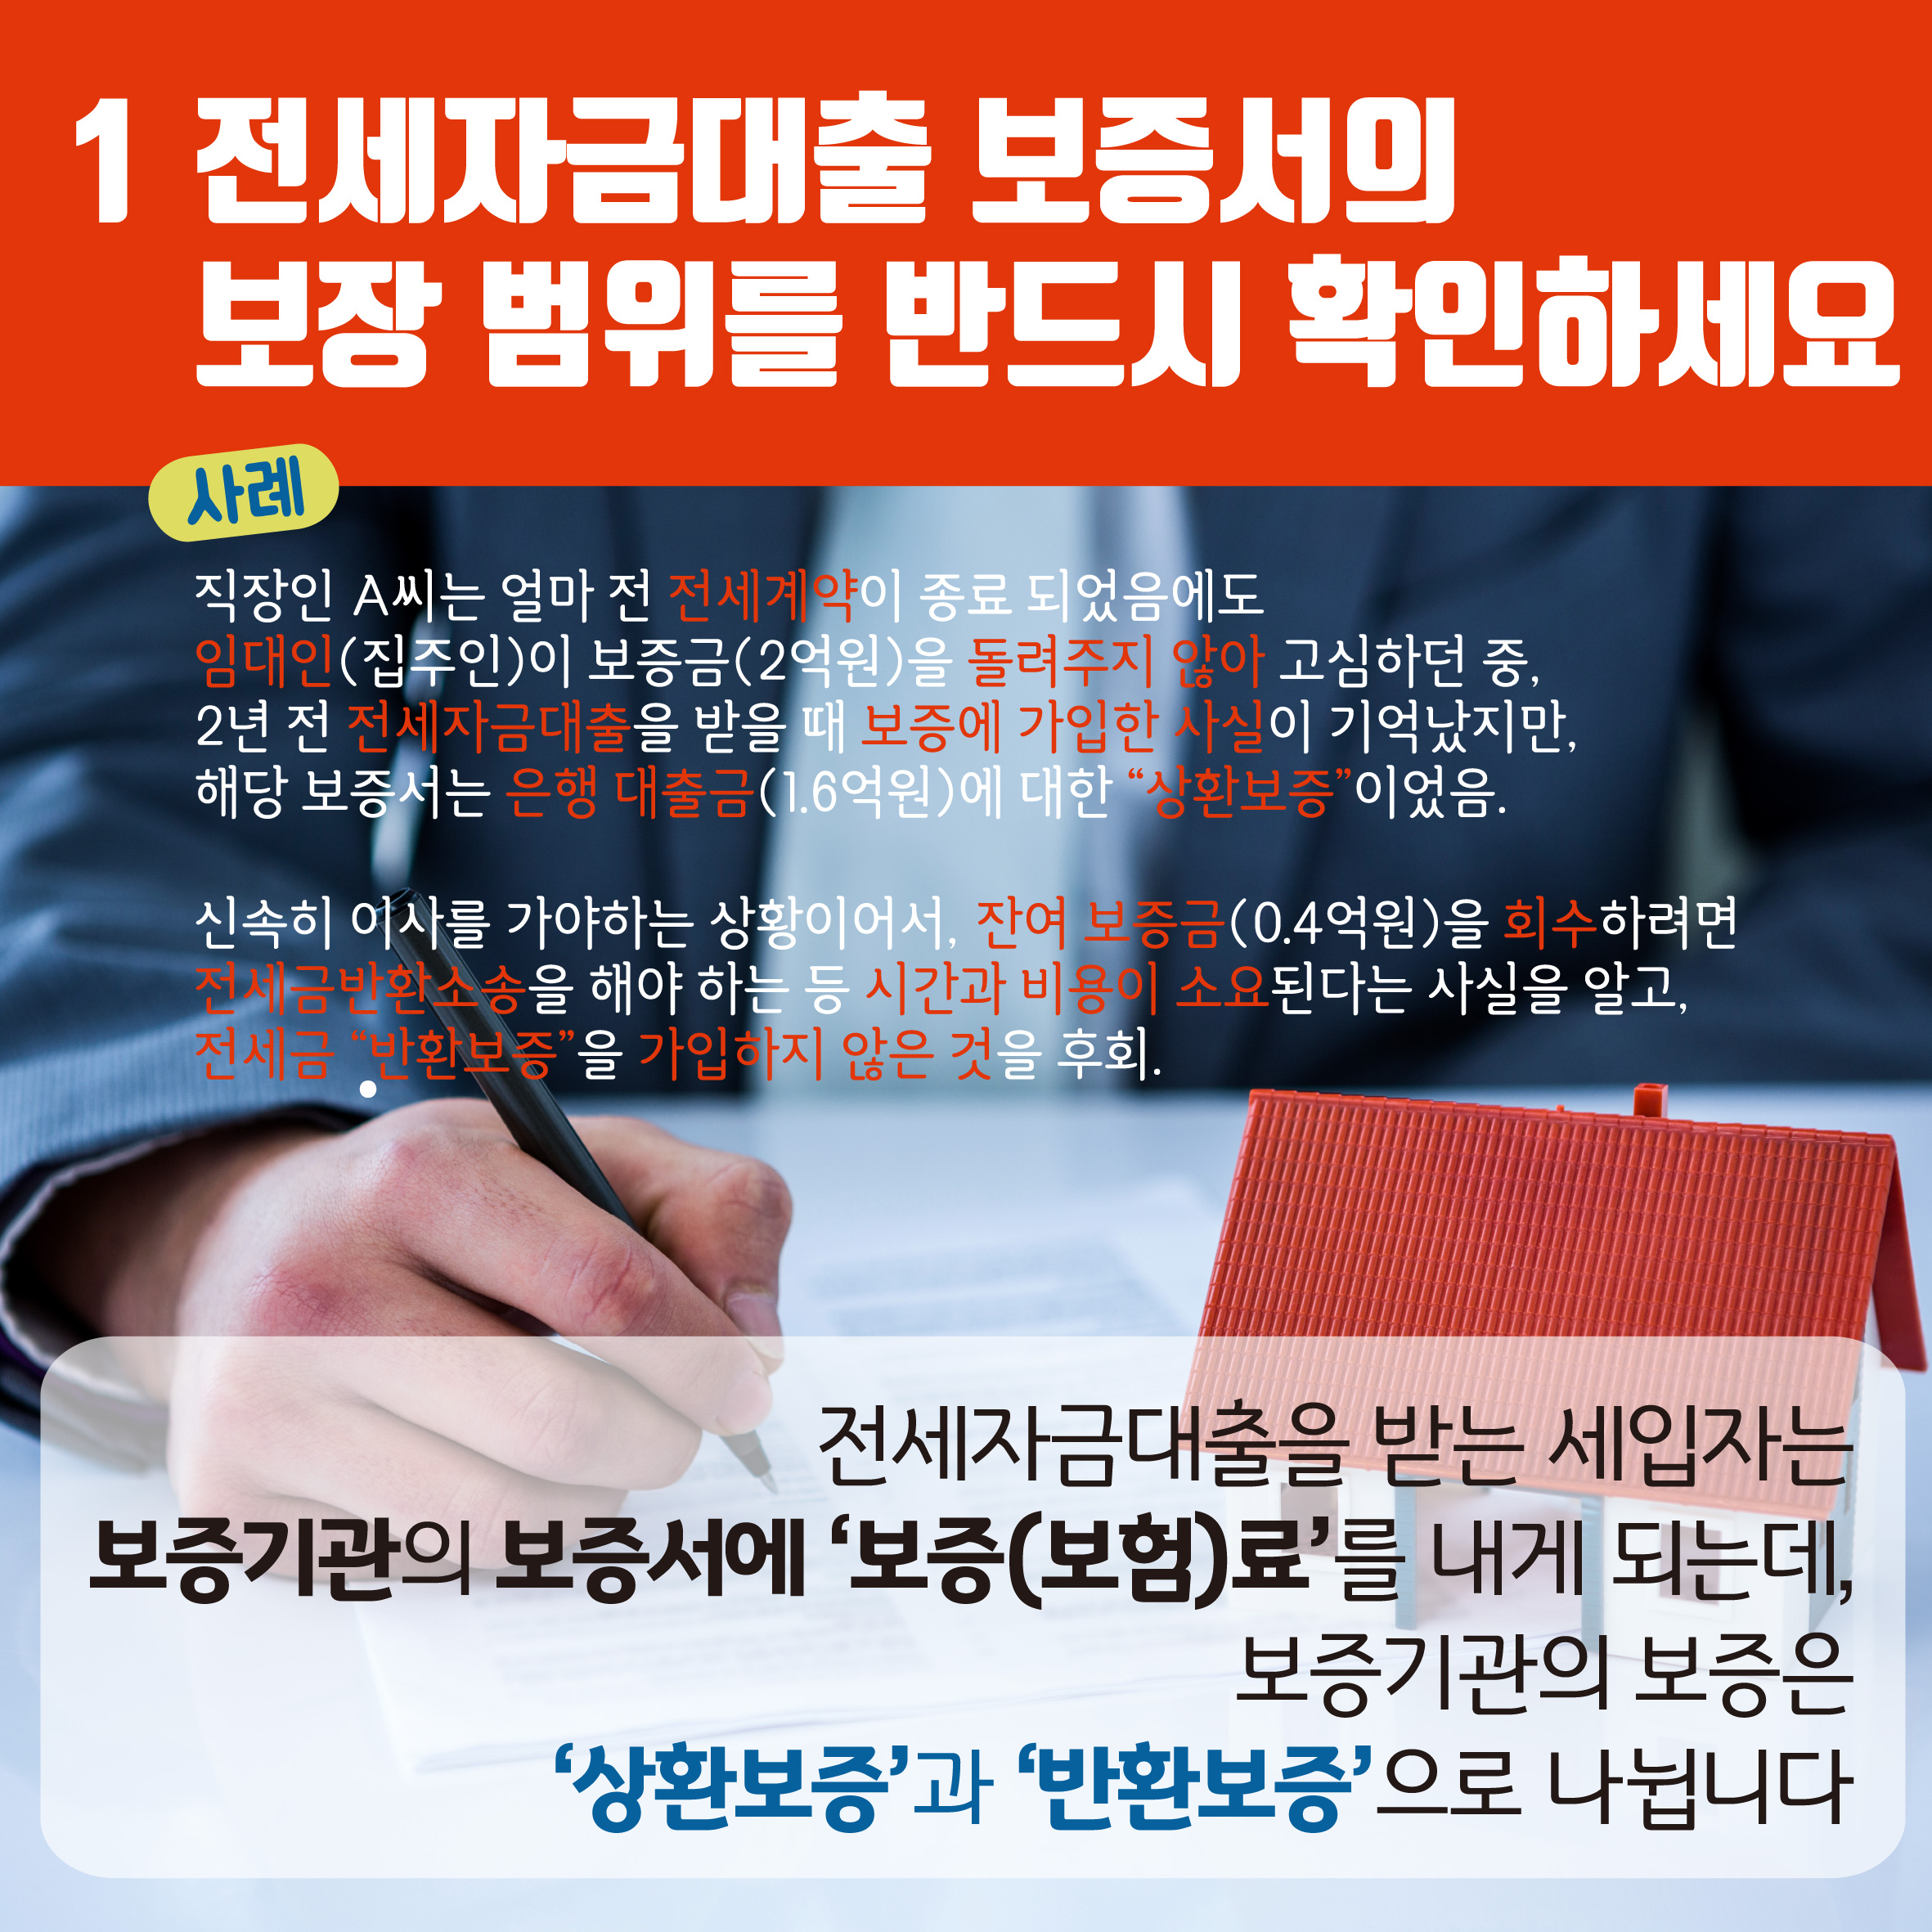 1 전세자금대출 보증서의
보장 범위를 반드시 확인하세요
사례
직장인 A씨는 얼마 전 전세계약이 종료 되었음에도
임대인(집주인)이 보증금(2억원)을 돌려주지 않아 고심하던 중,
2년 전 전세자금대출을 받을 때 보증에 가입한 사실이 기억났지만,
해당 보증서는 은행 대출금(1.6억원)에 대한 “상환보증”이었음.
신속히 이사를 가야하는 상황이어서, 잔여 보증금(0.4억원)을 회수하려면
전세금반환소송을 해야 하는 등 시간과 비용이 소요된다는 사실을 알고,
전세금 “반환보증”을 가입하지 않은 것을 후회.
전세자금대출을 받는 세입자는
보증기관의 보증서에 ‘보증(보험)료’를 내게 되는데,
보증기관의 보증은
‘상환보증’과 ‘반환보증’으로 나뉩니다